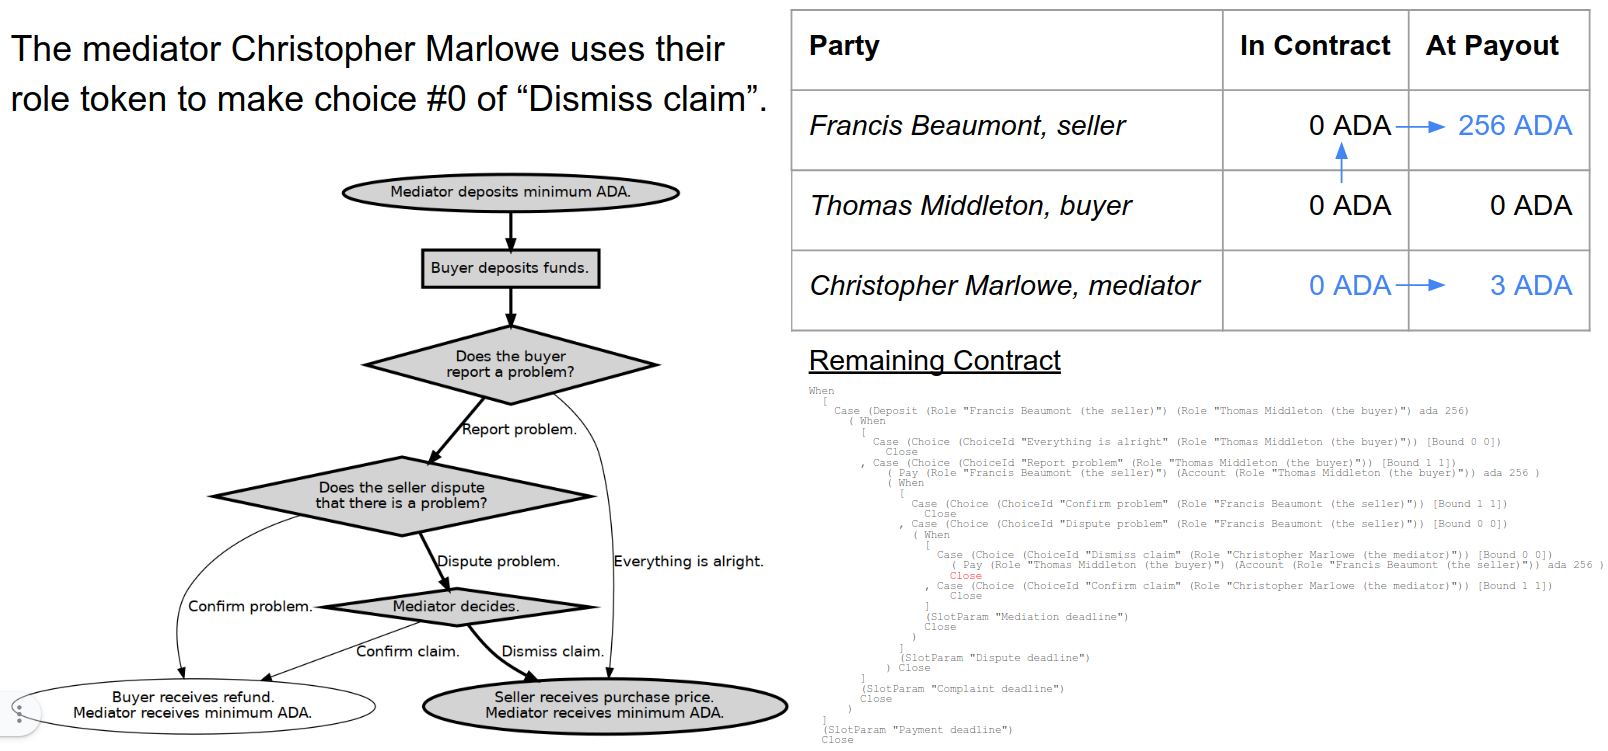 The mediator Christopher Marlowe uses their
role token to make choice #0 of “Dismiss claim”.
Mediator deposits minimum ADA.
Buyer deposits funds.
Does the buyer
report a problem?
Report problem.
Does the seller dispute
that there is a problem?
Dispute problem.
Everything is alright.
Confirm problem.
Mediator decides.
Confirm claim.
Dismiss claim.
Buyer receives refund.
Mediator receives minimum ADA.
Seller receives purchase price.
Mediator receives minimum ADA.
Party In Contract At Payout
Francis Beaumont, seller 0 ADA 256 ADA
Thomas Middleton, buyer 0 ADA 0 ADA
Christopher Marlowe, mediator 0 ADA 3 ADA
Remaining Contract
When
[
Case (Deposit (Role "Francis Beaumont (the seller)") (Role "Thomas Middleton (the buyer)") ada 256)
( When
[
Case (Choice (ChoiceId "Everything is alright" (Role "Thomas Middleton (the buyer)")) [Bound 0 0])
Close
, Case (Choice (ChoiceId "Report problem" (Role "Thomas Middleton (the buyer)")) [Bound 1 1])
( Pay (Role "Francis Beaumont (the seller)") (Account (Role "Thomas Middleton (the buyer)")) ada 256 )
( When
[
Case (Choice (ChoiceId "Confirm problem" (Role "Francis Beaumont (the seller)")) [Bound 1 1])
Close
, Case (Choice (ChoiceId "Dispute problem" (Role "Francis Beaumont (the seller)")) [Bound 0 0])
( When
[
Case (Choice (ChoiceId "Dismiss claim" (Role "Christopher Marlowe (the mediator)")) [Bound 0 0])
( Pay (Role "Thomas Middleton (the buyer)") (Account (Role "Francis Beaumont (the seller)")) ada 256 )
Close
, Case (Choice (ChoiceId "Confirm claim" (Role "Christopher Marlowe (the mediator)")) [Bound 1 1])
Close
]
(SlotParam "Mediation deadline")
Close
)
]
(SlotParam "Dispute deadline")
) Close
]
(SlotParam "Complaint deadline")
Close
)
]
(SlotParam "Payment deadline")
Close